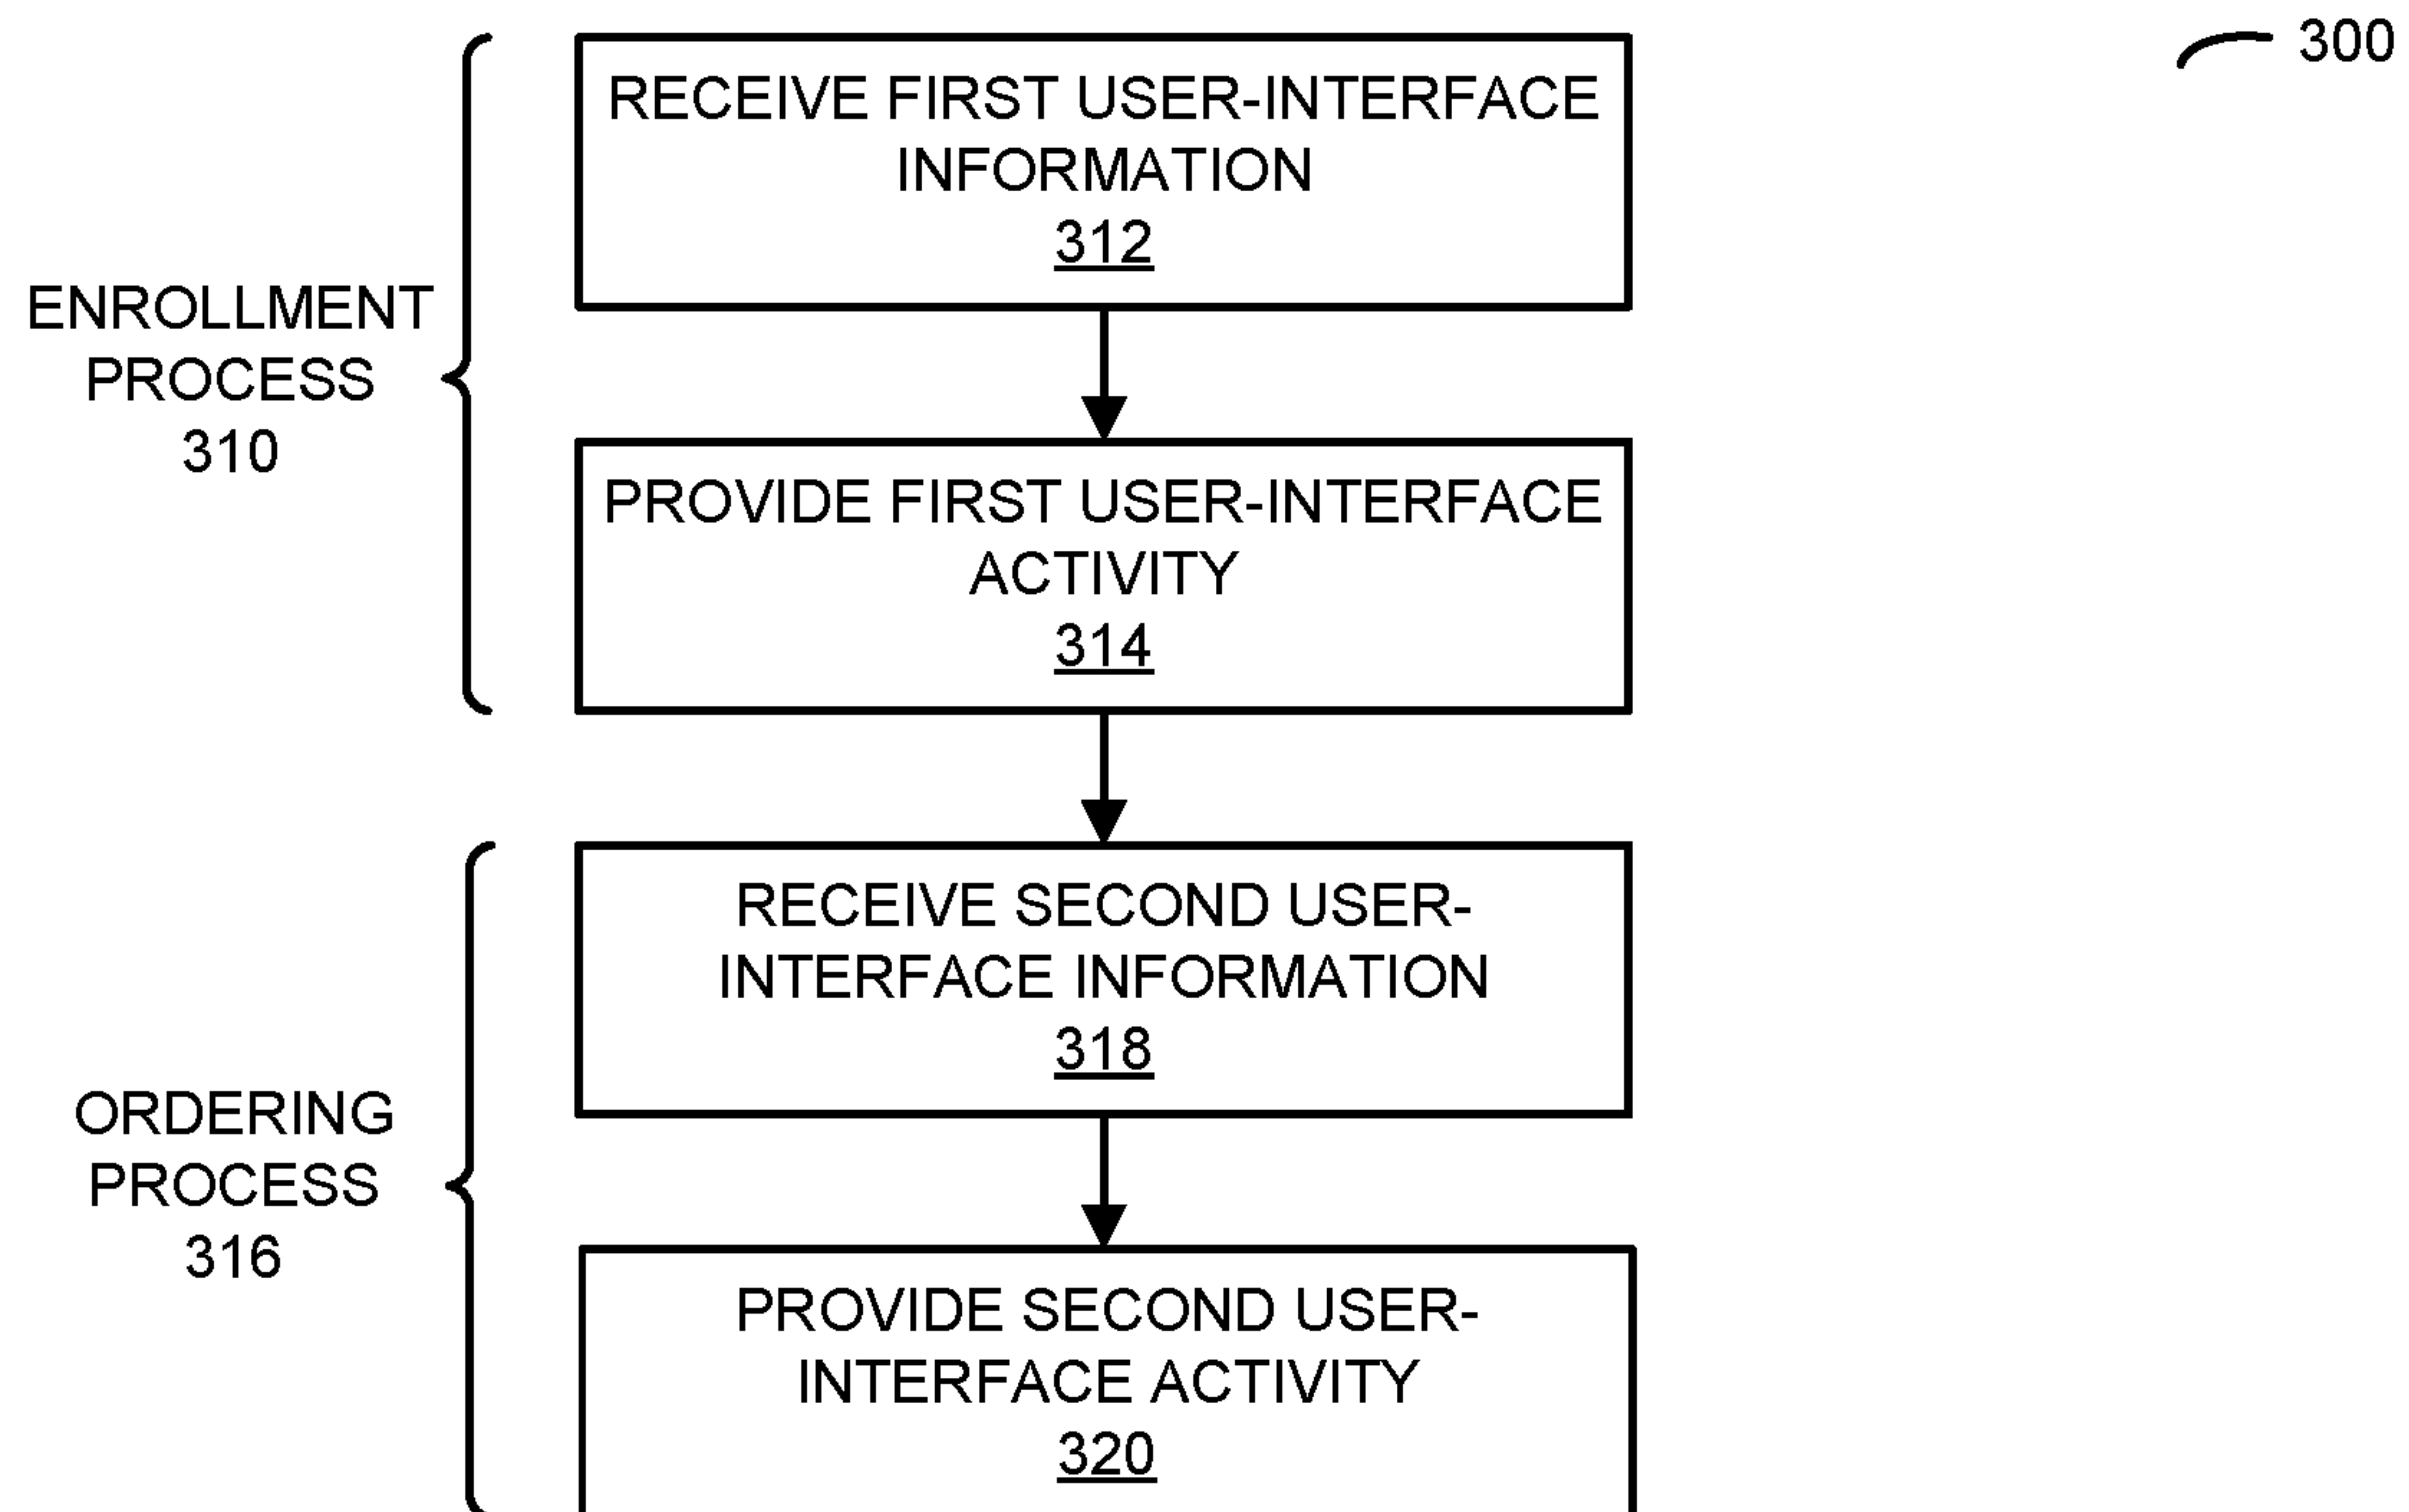 300
RECEIVE FIRST USER-INTERFACE
INFORMATION
312
ENROLLMENT
PROCESS
310
PROVIDE FIRST USER-INTERFACE
ACTIVITY
314
RECEIVE SECOND USER-
INTERFACE INFORMATION
318
ORDERING
PROCESS
316
PROVIDE SECOND USER-
INTERFACE ACTIVITY
320